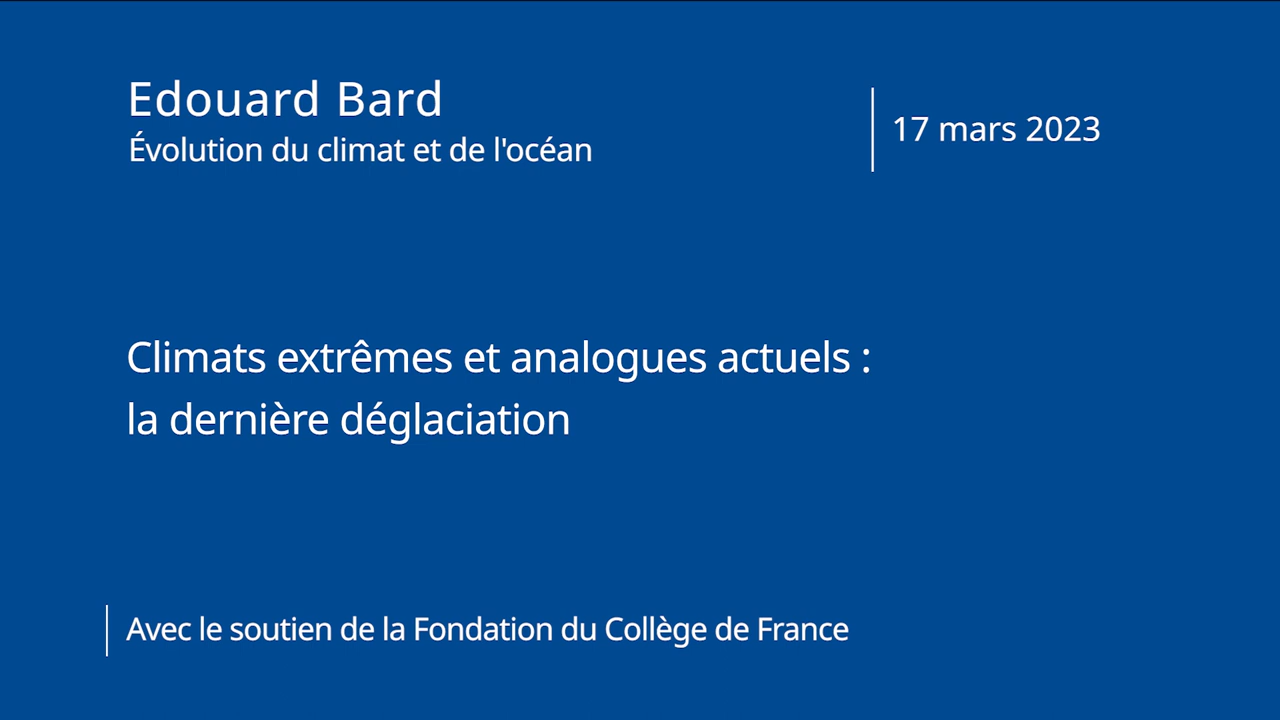 Edouard Bard
Évolution du climat et de l'océan
17 mars 2023
Climats extrêmes et analogues actuels :
la dernière déglaciation
Avec le soutien de la Fondation du Collège de France